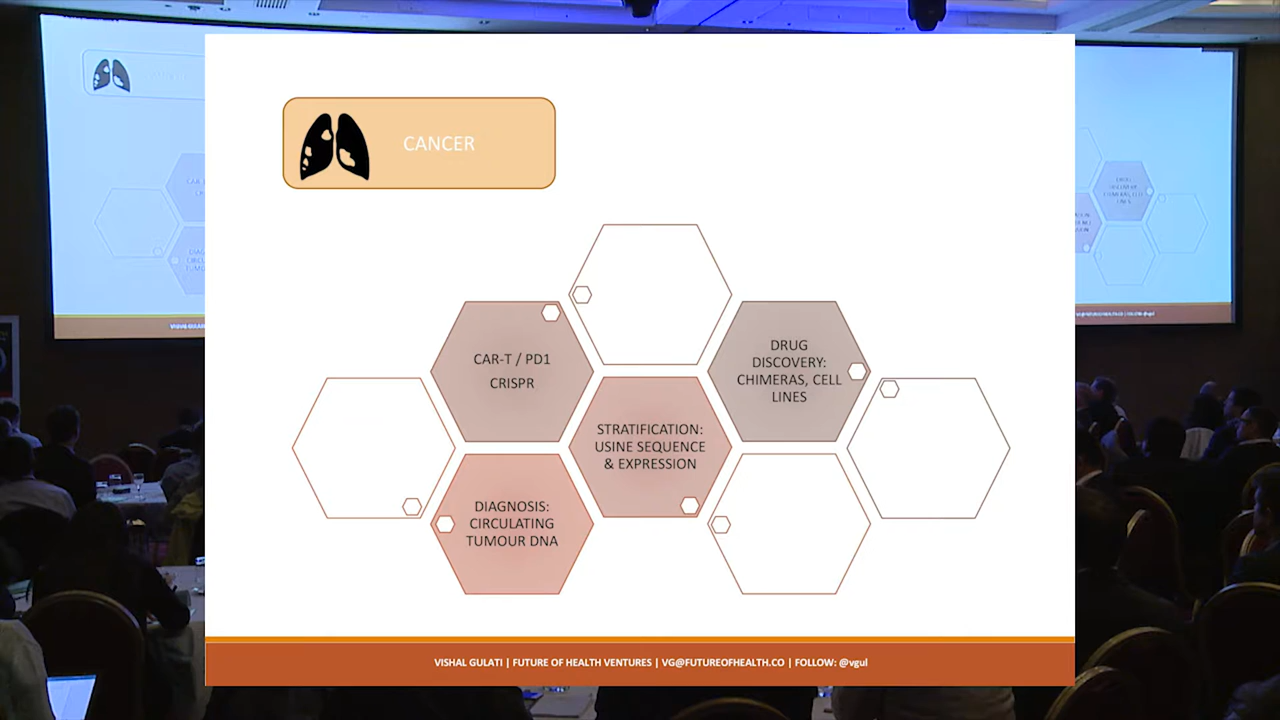 CANCER
CAR-T / PD1
CRISPR
DRUG
DISCOVERY:
CHIMERAS, CELL
LINES
STRATIFICATION:
USINE SEQUENCE
& EXPRESSION
DIAGNOSIS:
CIRCULATING
TUMOUR DNA
VISHAL GULATI | FUTURE OF HEALTH VENTURES | VG@FUTUREOFHEALTH.CO | FOLLOW: @vgul